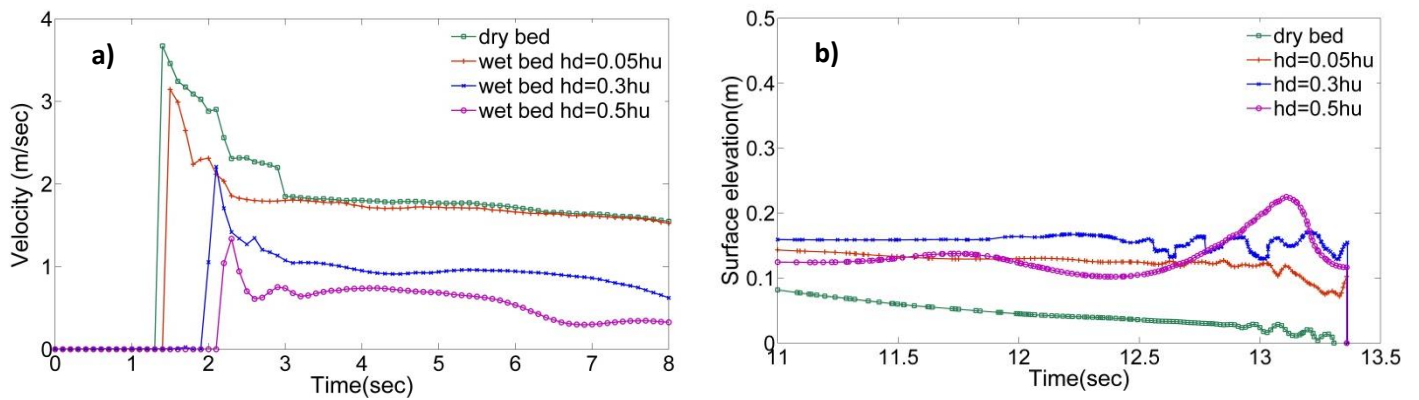 a)
4
3
2
1
0
Velocity (m/sec)
dry bed
wet bed hd=0.05hu
wet bed hd=0.3hu
wet bed hd=0.5hu
0 1 2 3 4 5 6 7 8
Time(sec)
b)
0.5
0.4
0.3
0.2
0.1
0
Surface elevation(m)
dry bed
hd=0.05hu
hd=0.3hu
hd=0.5hu
11 11.5 12 12.5 13 13.5
Time(sec)